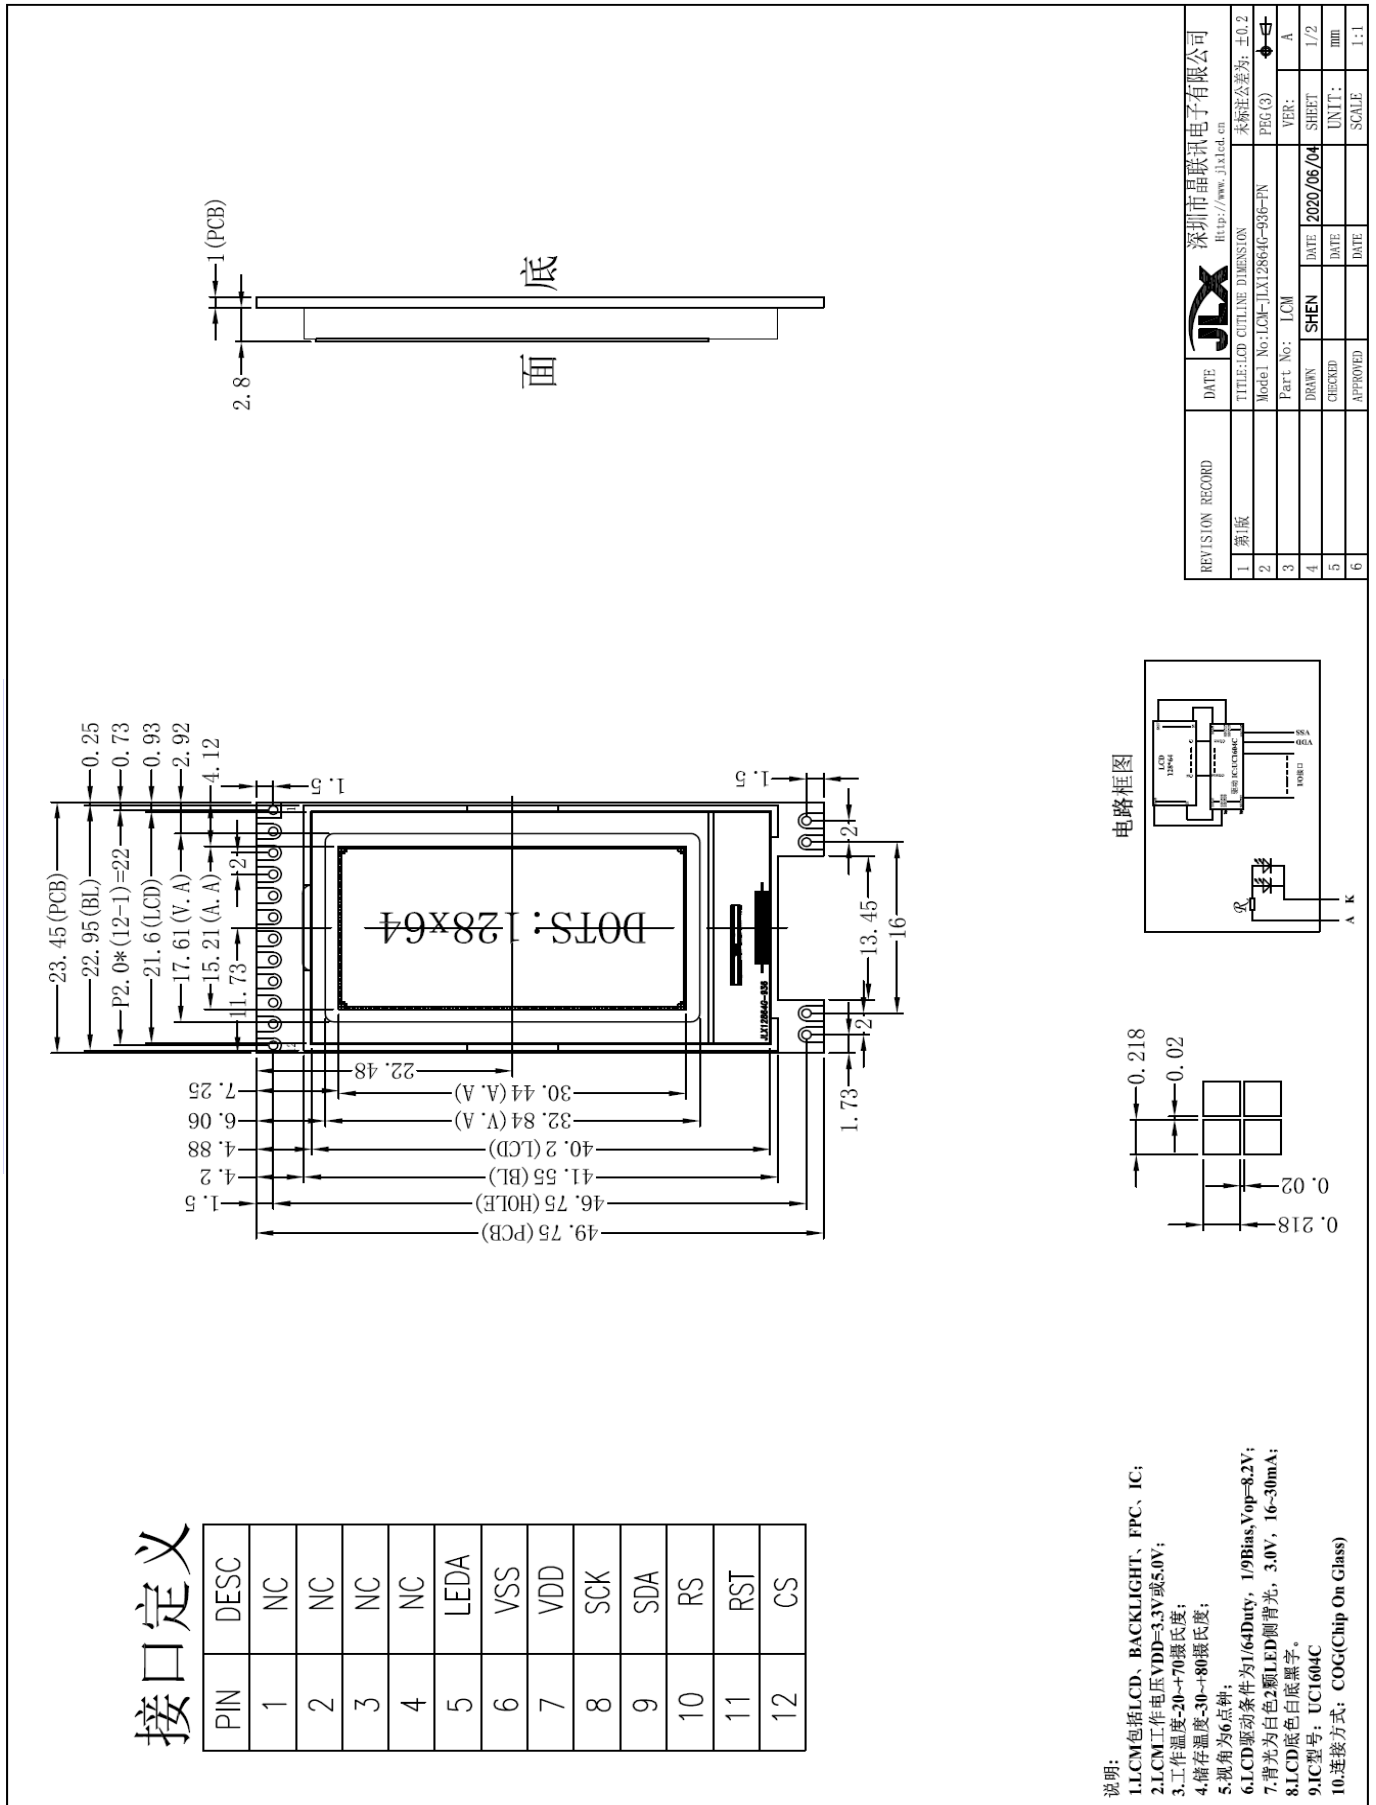 接口定义
PIN DESC
1 NC
2 NC
3 NC
4 NC
5 LEDA
6 VSS
7 VDD
8 SCK
9 SDA
10 RS
11 RST
12 CS
23.45(PCB)
22.95(BL)
0.25
P2.0*(12-1)=22
0.73
21.6(LCD)
0.93
17.61(V.A)
2.92
15.21(A.A)
4.12
11.73
2
1.5
1
2
DOTS:128x64
JLX12864G-936
1.5
2
13.45
16
2
1.73
22.48
7.25
30.44(A.A)
6.06
32.84(V.A)
4.88
40.2(LCD)
4.2
41.55(BL)
1.5
46.75(HOLE)
49.75(PCB)
1(PCB)
2.8
面
底
说明:
1.LCM包括LCD、BACKLIGHT、FPC、IC;
2.LCM工作电压VDD=3.3V或5.0V;
3.工作温度-20~+70摄氏度;
4.储存温度-30~+80摄氏度;
5.视角为6点钟;
6.LCD驱动条件为1/64Duty, 1/9Bias,Vop=8.2V;
7.背光为白色2颗LED侧背光, 3.0V, 16~30mA;
8.LCD底色白底黑字。
9.IC型号: UC1604C
10.连接方式: COG(Chip On Glass)
0.218
0.02
0.02
0.218
电路框图
LCD
128*64
驱动 IC:UC1604C
VSS
VDD
I/O接口
R
A
K
REVISION RECORD DATE
1 第1版
2
3
4
5
6
JLX 深圳市晶联讯电子有限公司
Http://www.jlxlcd.cn
TITLE:LCD CUTLINE DIMENSION 未标注公差为: ±0.2
Model No:LCM-JLX12864G-936-PN PEG(3)
Part No: LCM VER: A
DRAWN SHEN DATE 2020/06/04 SHEET 1/2
CHECKED DATE UNIT: mm
APPROVED DATE SCALE 1:1